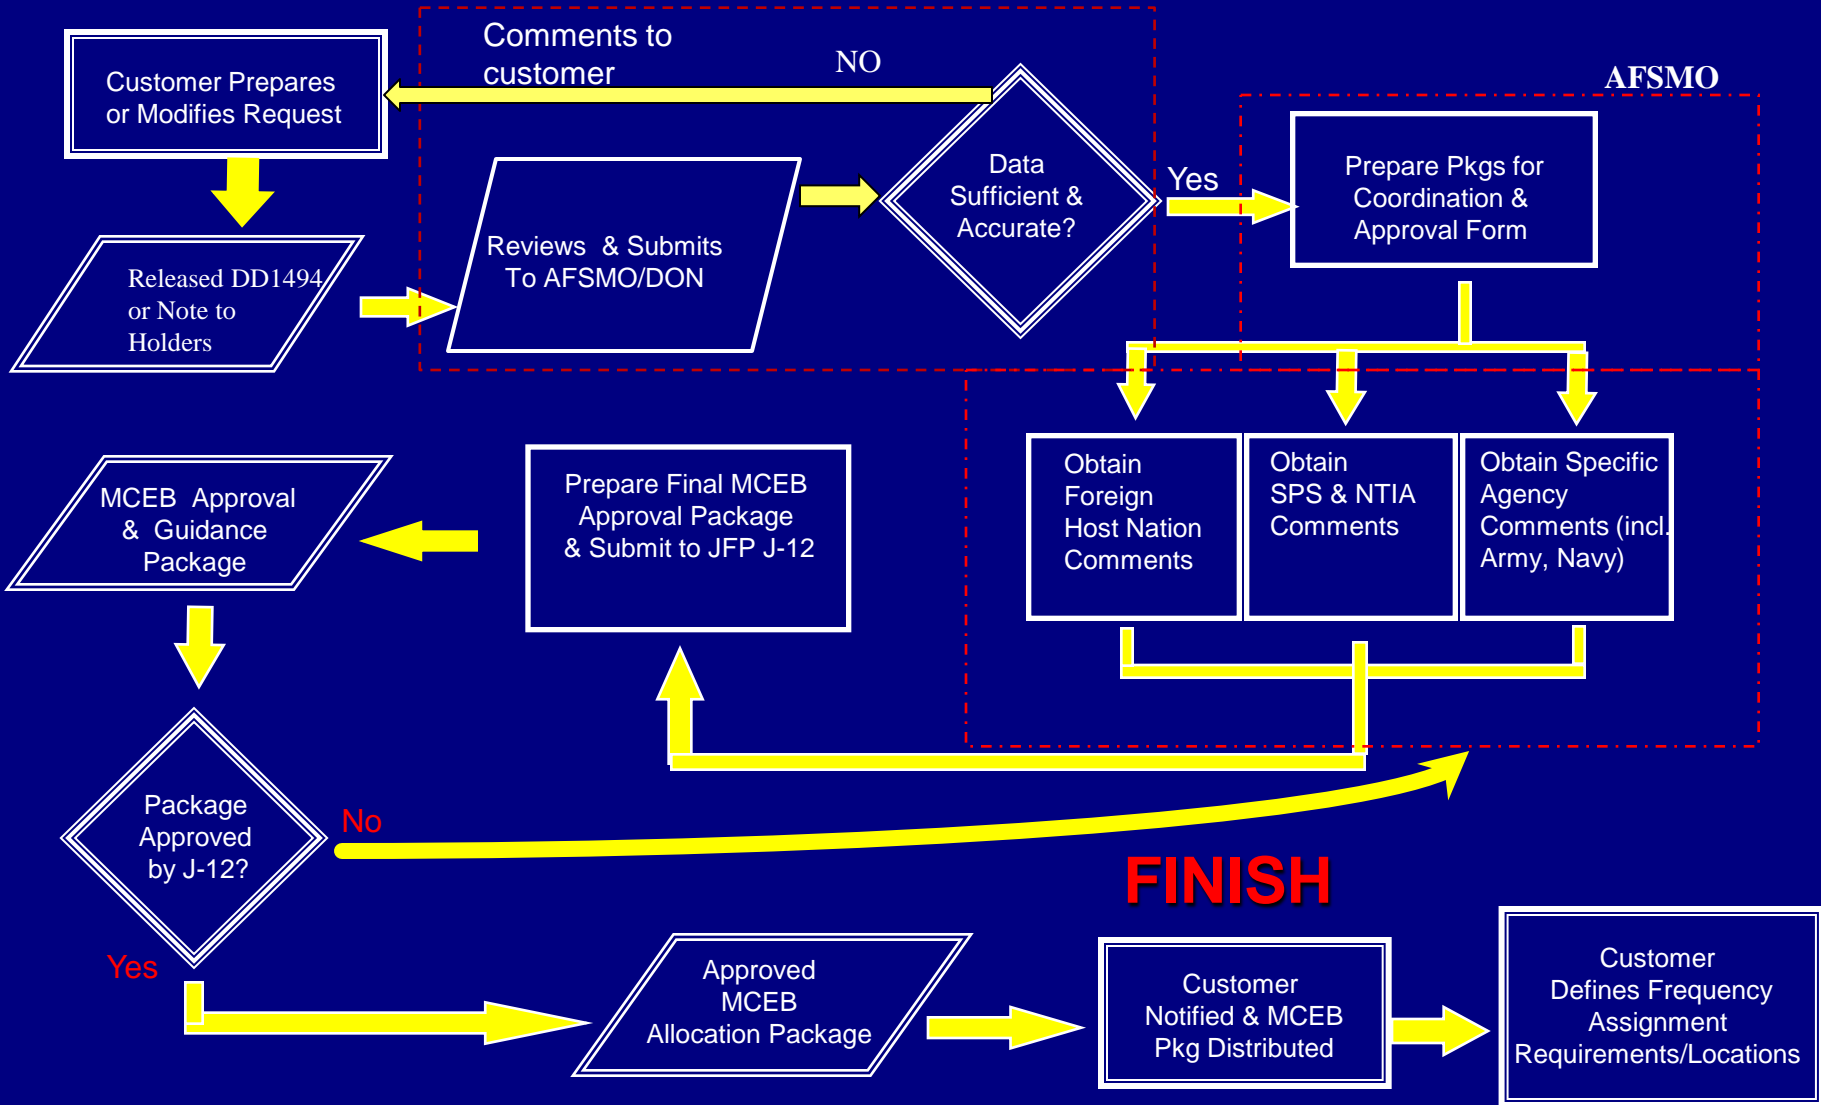 Comments to
customer
NO
AFSMO
Customer Prepares
or Modifies Request
Data
Sufficient &
Accurate?
Yes
Prepare Pkgs for
Coordination &
Approval Form
Reviews & Submits
To AFSMO/DON
Released DD1494
or Note to
Holders
Obtain
Foreign
Host Nation
Comments
Obtain
SPS & NTIA
Comments
Obtain Specific
Agency
Comments (incl.
Army, Navy)
Prepare Final MCEB
Approval Package
& Submit to JFP J-12
MCEB Approval
& Guidance
Package
Package
Approved
by J-12?
No
Yes
FINISH
Approved
MCEB
Allocation Package
Customer
Notified & MCEB
Pkg Distributed
Customer
Defines Frequency
Assignment
Requirements/Locations